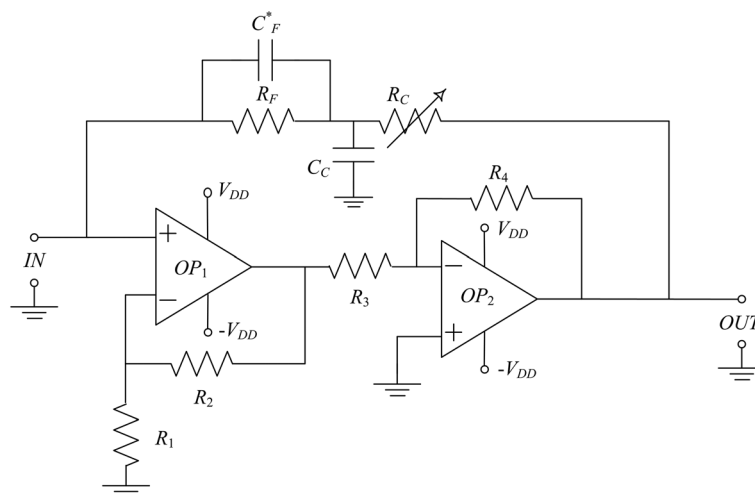 C*F
RF
RC
CC
R4
VDD
VDD
+
−
IN
OP1
−
R3
OP2
OUT
−
+
-VDD
-VDD
R2
R1